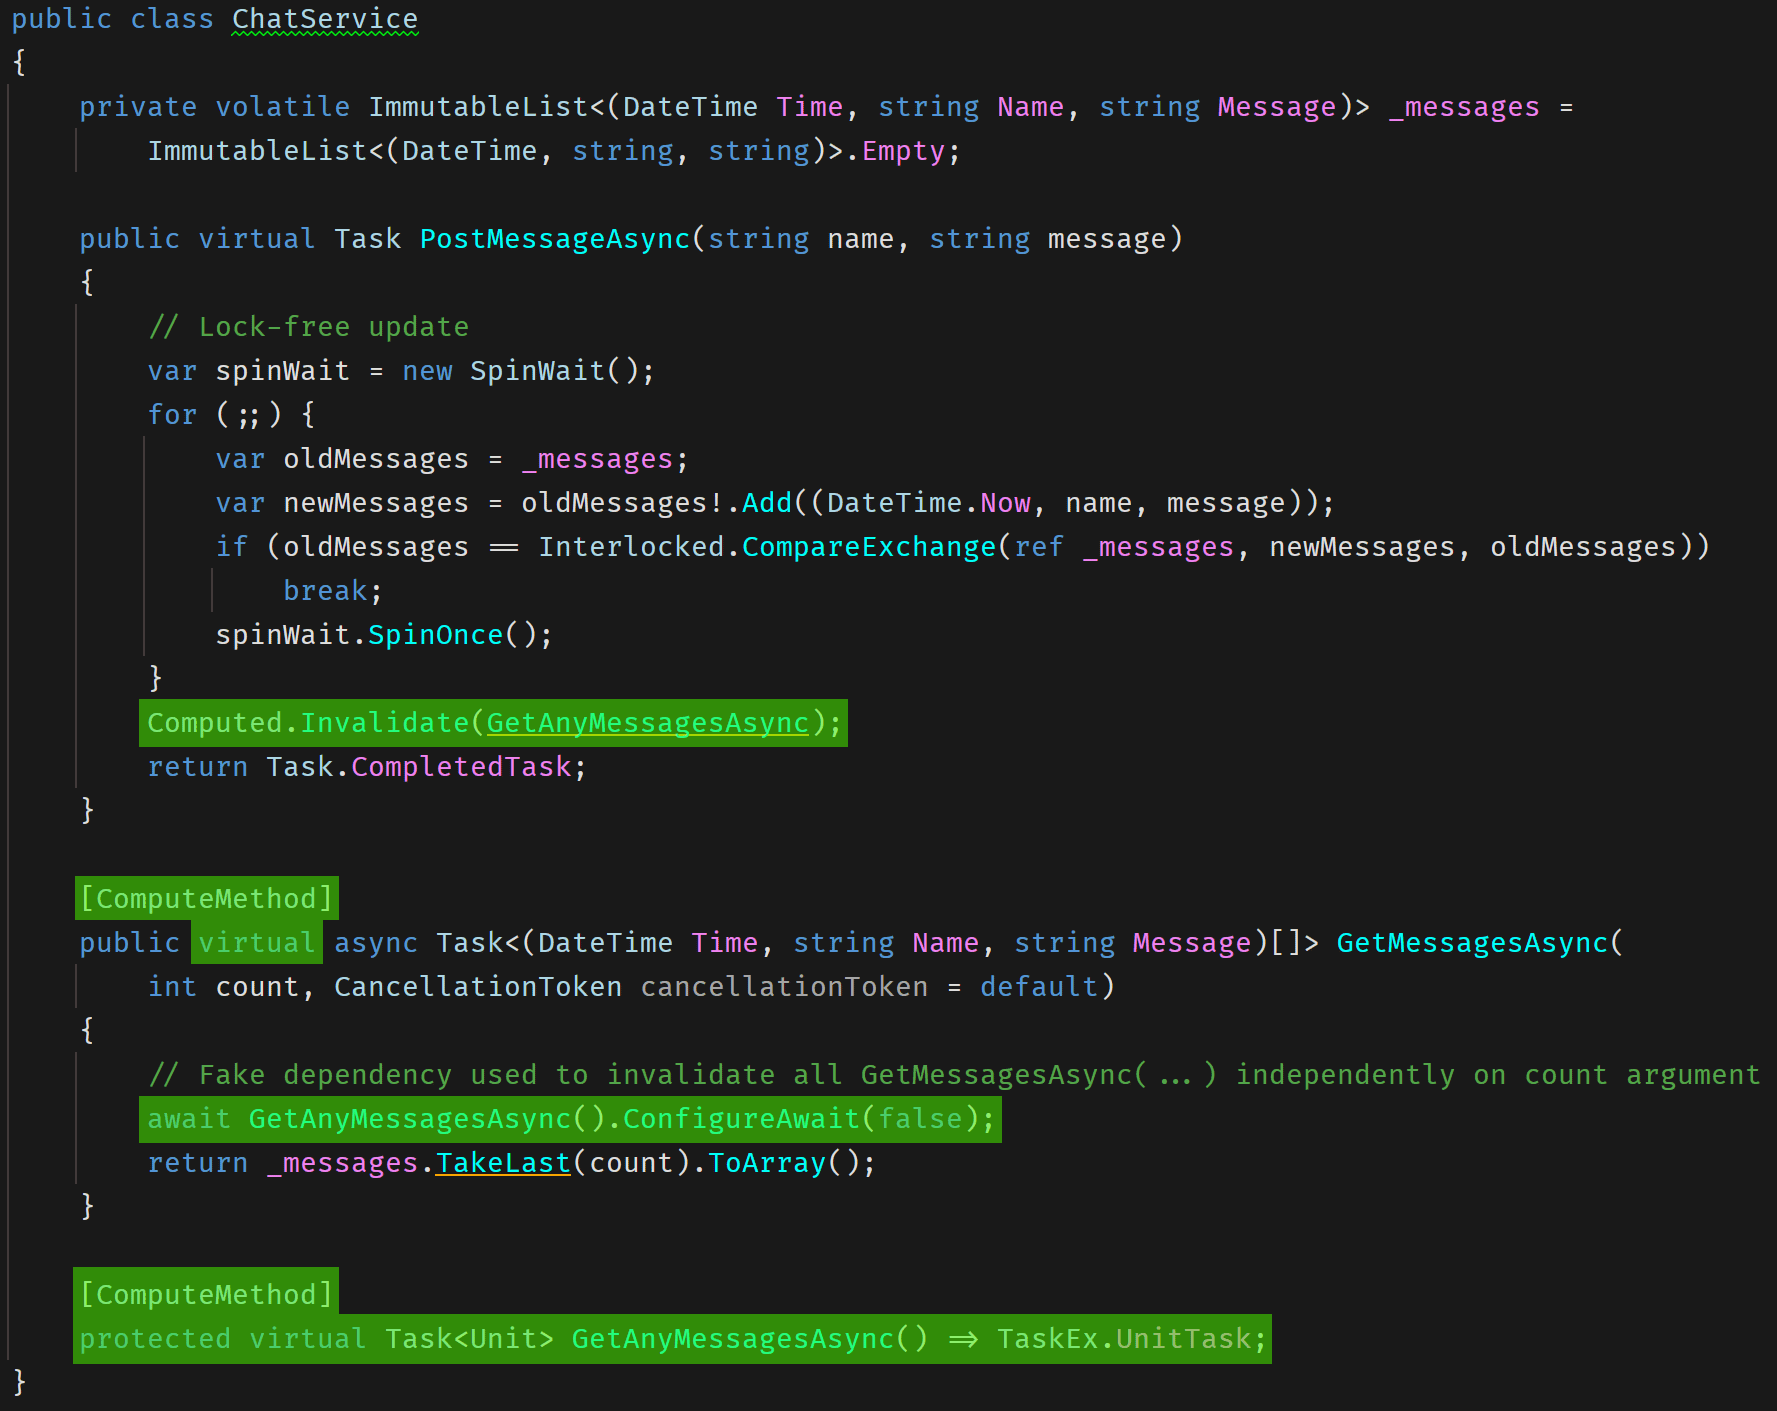 public class ChatService
{
    private volatile ImmutableList<(DateTime Time, string Name, string Message)> _messages =
        ImmutableList<(DateTime, string, string)>.Empty;

    public virtual Task PostMessageAsync(string name, string message)
    {
        // Lock-free update
        var spinWait = new SpinWait();
        for (;;) {
            var oldMessages = _messages;
            var newMessages = oldMessages!.Add((DateTime.Now, name, message));
            if (oldMessages == Interlocked.CompareExchange(ref _messages, newMessages, oldMessages))
                break;
            spinWait.SpinOnce();
        }
        Computed.Invalidate(GetAnyMessagesAsync);
        return Task.CompletedTask;
    }

    [ComputeMethod]
    public virtual async Task<(DateTime Time, string Name, string Message)[]> GetMessagesAsync(
        int count, CancellationToken cancellationToken = default)
    {
        // Fake dependency used to invalidate all GetMessagesAsync(...) independently on count argument
        await GetAnyMessagesAsync().ConfigureAwait(false);
        return _messages.TakeLast(count).ToArray();
    }

    [ComputeMethod]
    protected virtual Task<Unit> GetAnyMessagesAsync() => TaskEx.UnitTask;
}